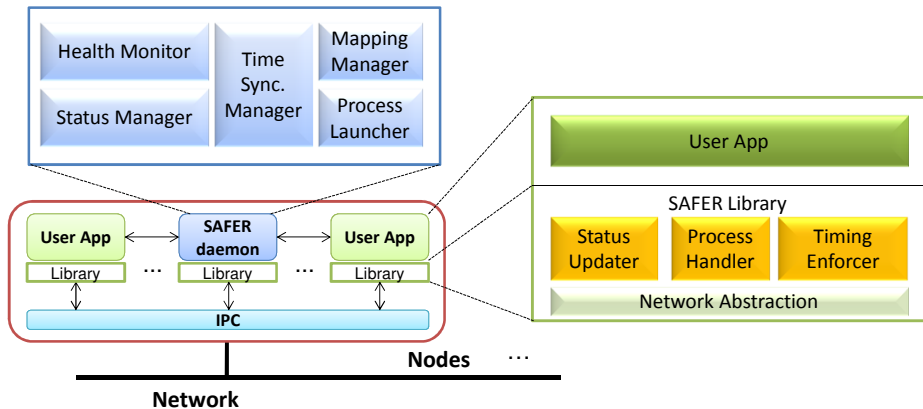 Health Monitor
Status Manager
Time
Sync.
Manager
Mapping
Manager
Process
Launcher
User App
SAFER Library
Status
Updater
Process
Handler
Timing
Enforcer
Network Abstraction
User App
SAFER
daemon
User App
Library
...
Library
...
Library
IPC
Nodes ...
Network